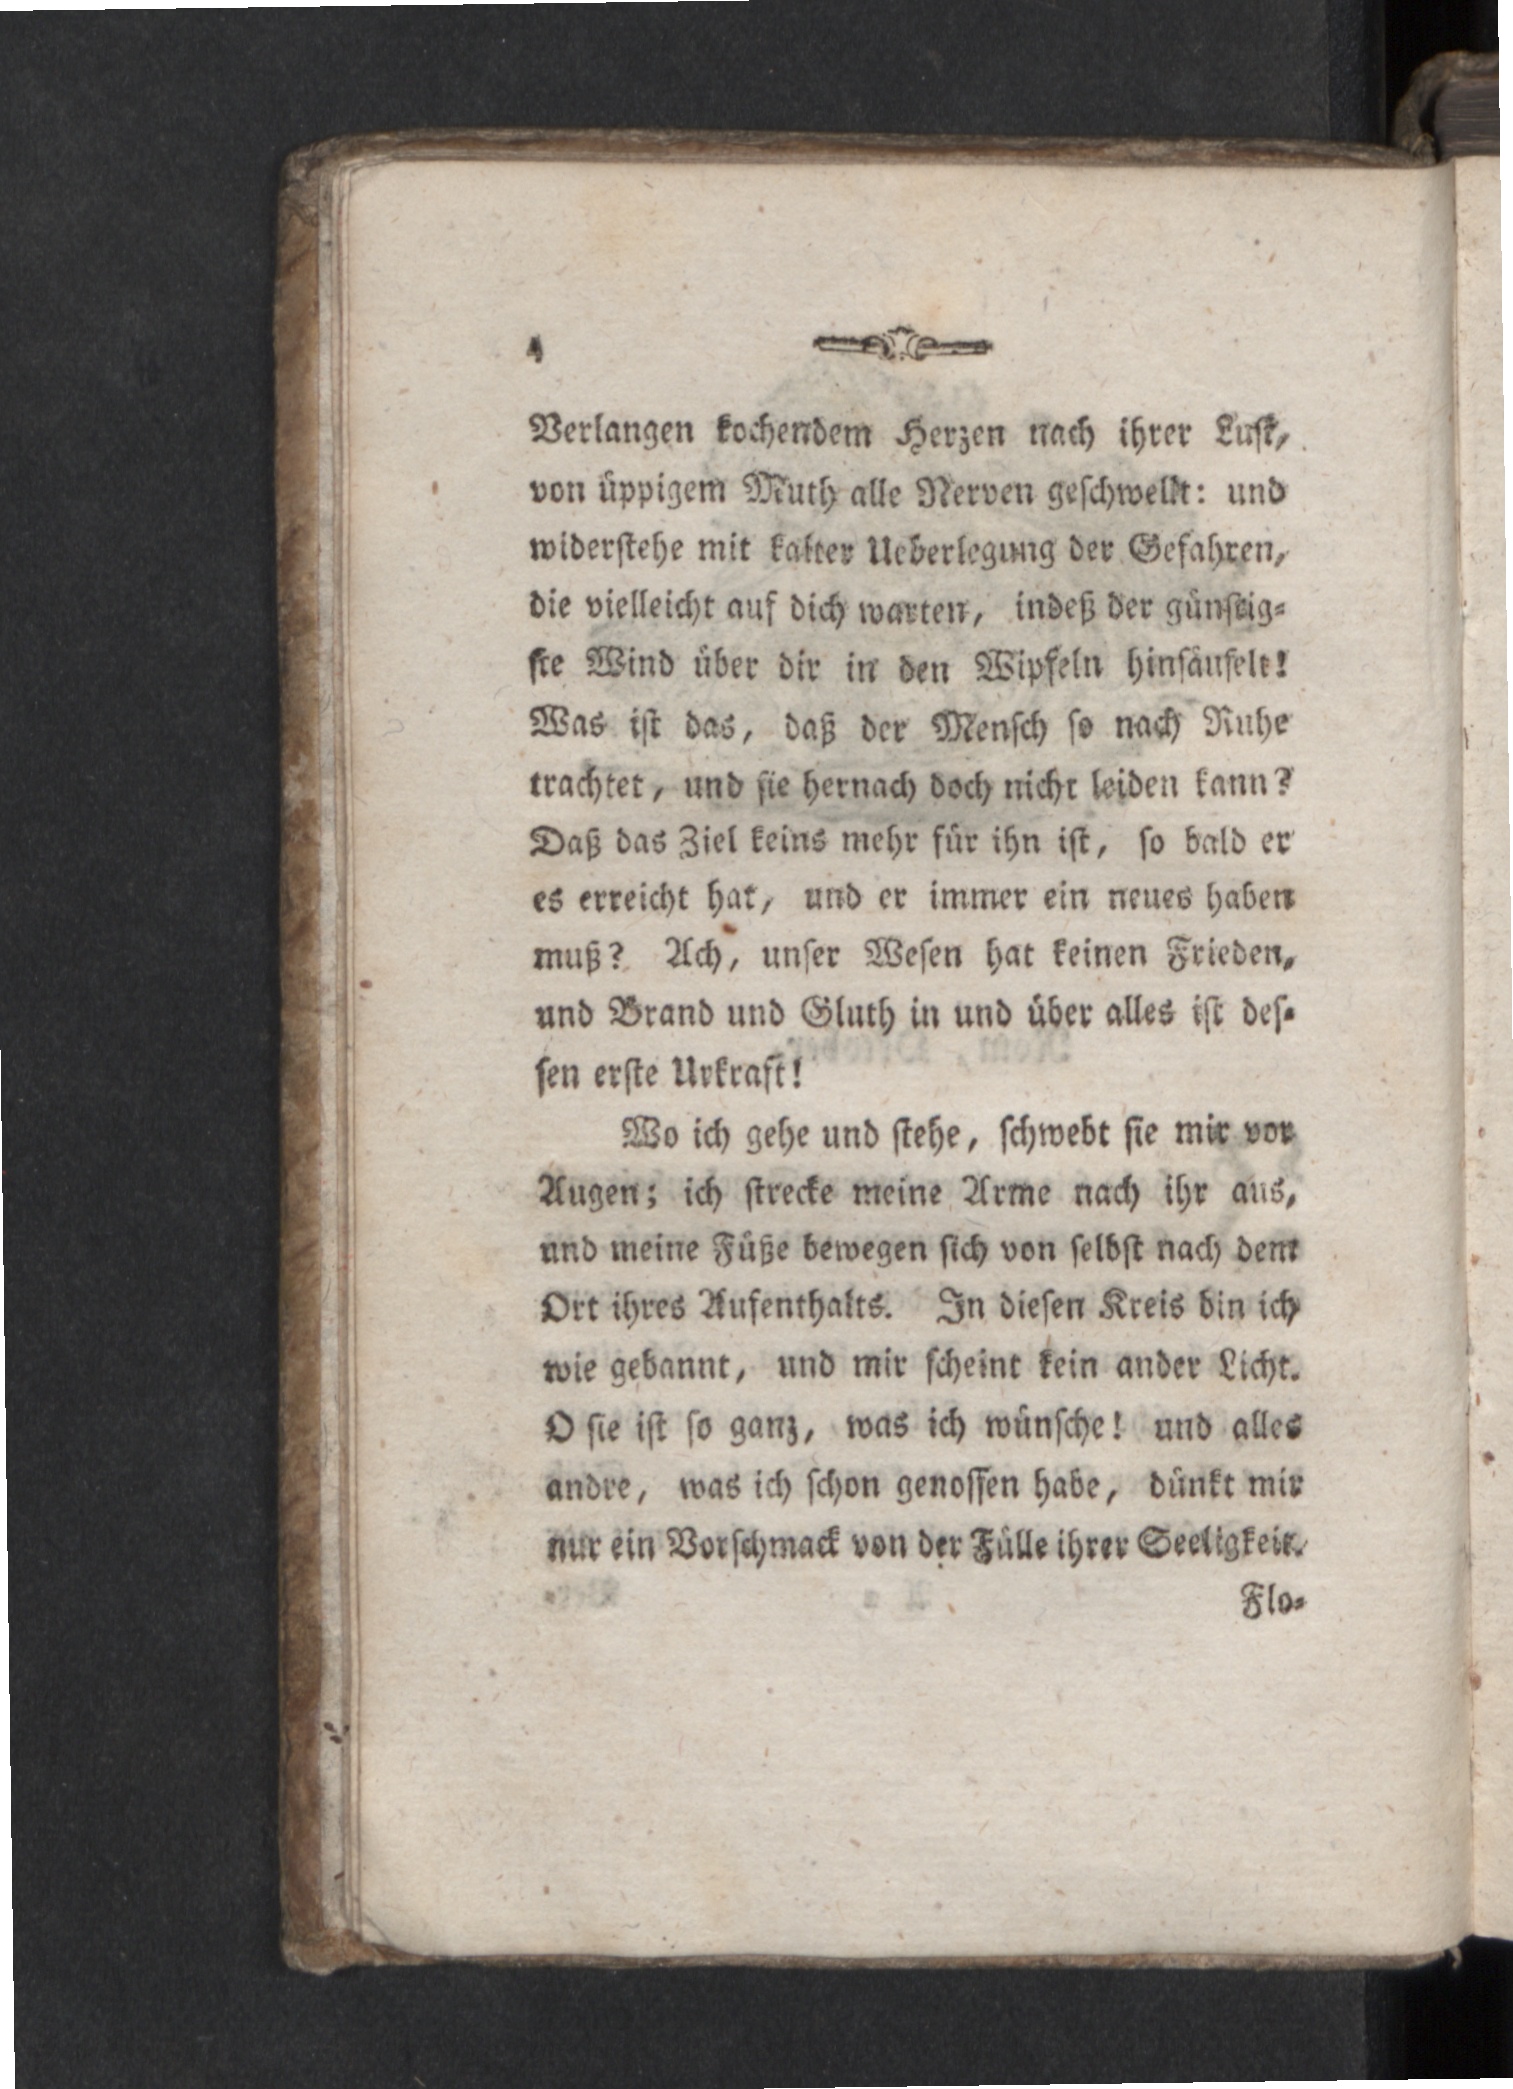 4
Verlangen kochendem Herzen nach ihrer Luſt,
von üppigem Muth alle Nerven geſchwellt: und
widerſtehe mit kalter Ueberlegung der Gefahren,
die vielleicht auf dich warten, indeß der günſtig-
ſte Wind über dir in den Wipfeln hinſäuſelt!
Was iſt das, daß der Menſch ſo nach Ruhe
trachtet, und ſie hernach doch nicht leiden kann?
Daß das Ziel keins mehr für ihn iſt, ſo bald er
es erreicht hat, und er immer ein neues haben
muß? Ach, unſer Weſen hat keinen Frieden,
und Brand und Gluth in und über alles iſt deſ-
ſen erſte Urkraft!
Wo ich gehe und ſtehe, ſchwebt ſie mir vor
Augen; ich ſtrecke meine Arme nach ihr aus,
und meine Füße bewegen ſich von ſelbſt nach dem
Ort ihres Aufenthalts. In dieſen Kreis bin ich
wie gebannt, und mir ſcheint kein ander Licht.
O ſie iſt ſo ganz, was ich wünſche! und alles
andre, was ich ſchon genoſſen habe, dünkt mir
nur ein Vorſchmack von der Fülle ihrer Seeligkeit.
Flo-